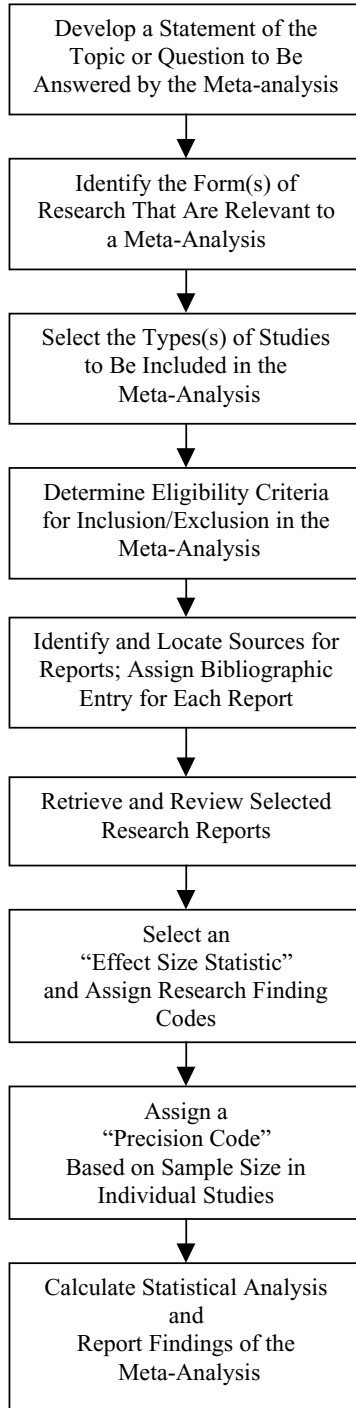 Develop a Statement of the
Topic or Question to Be
Answered by the Meta-analysis
Identify the Form(s) of
Research That Are Relevant to
a Meta-Analysis
Select the Types(s) of Studies
to Be Included in the
Meta-Analysis
Determine Eligibility Criteria
for Inclusion/Exclusion in the
Meta-Analysis
Identify and Locate Sources for
Reports; Assign Bibliographic
Entry for Each Report
Retrieve and Review Selected
Research Reports
Select an
“Effect Size Statistic”
and Assign Research Finding
Codes
Assign a
“Precision Code”
Based on Sample Size in
Individual Studies
Calculate Statistical Analysis
and
Report Findings of the
Meta-Analysis